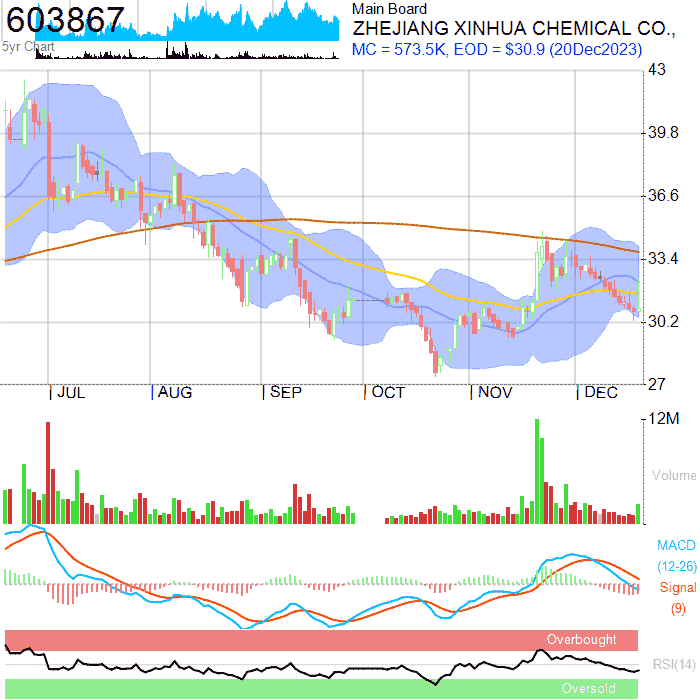 603867
5yr Chart
Main Board
ZHEJIANG XINHUA CHEMICAL CO.,
MC = 573.5K, EOD = $30.9 (20Dec2023)
43
39.8
36.6
33.4
30.2
27
JUL
AUG
SEP
OCT
NOV
DEC
12M
Volume
MACD
(12-26)
Signal
(9)
Overbought
RSI(14)
Oversold